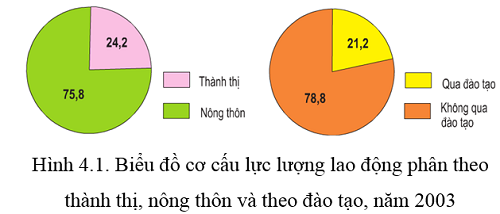 24,2
75,8
Thành thị
Nông thôn
21,2
78,8
Qua đào tạo
Không qua
đào tạo
Hình 4.1. Biểu đồ cơ cấu lực lượng lao động phân theo
thành thị, nông thôn và theo đào tạo, năm 2003